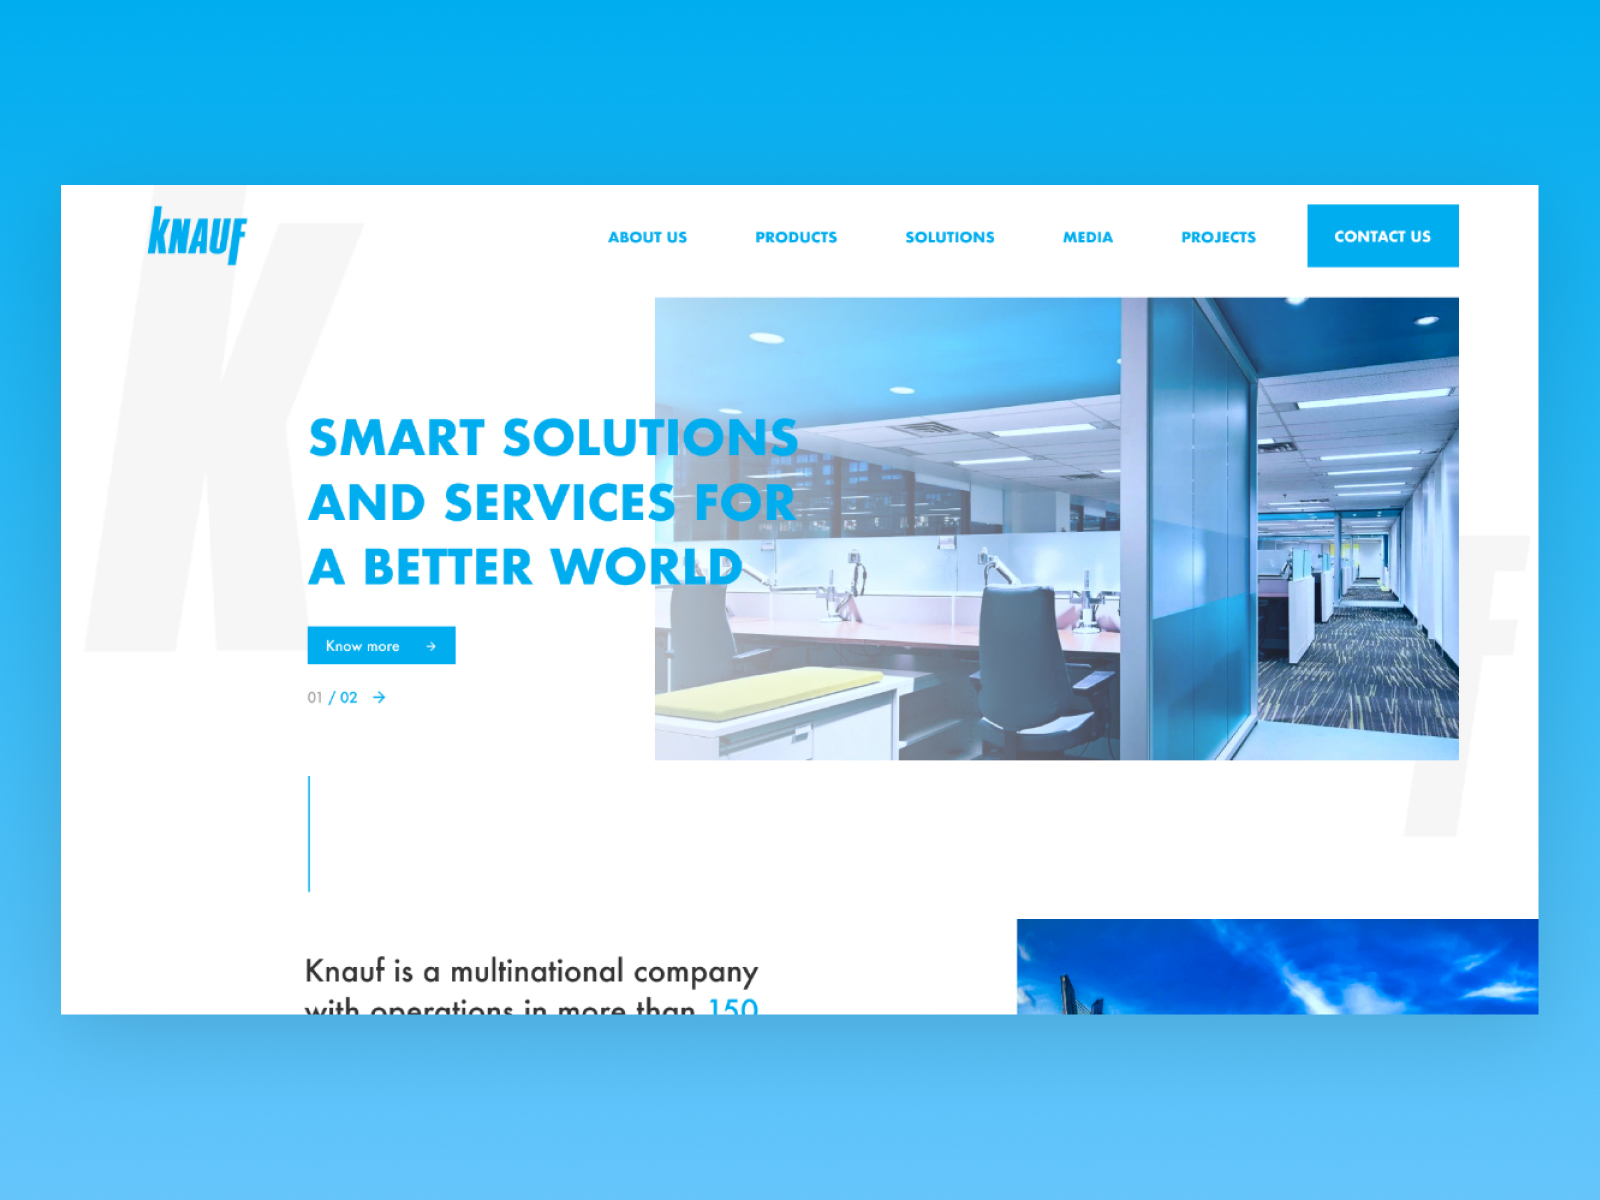 KNAUF
ABOUT US
PRODUCTS
SOLUTIONS
MEDIA
PROJECTS
CONTACT US
SMART SOLUTIONS
AND SERVICES FOR
A BETTER WORLD
Know more →
01 / 02 →
Knauf is a multinational company
with operations in more than 150